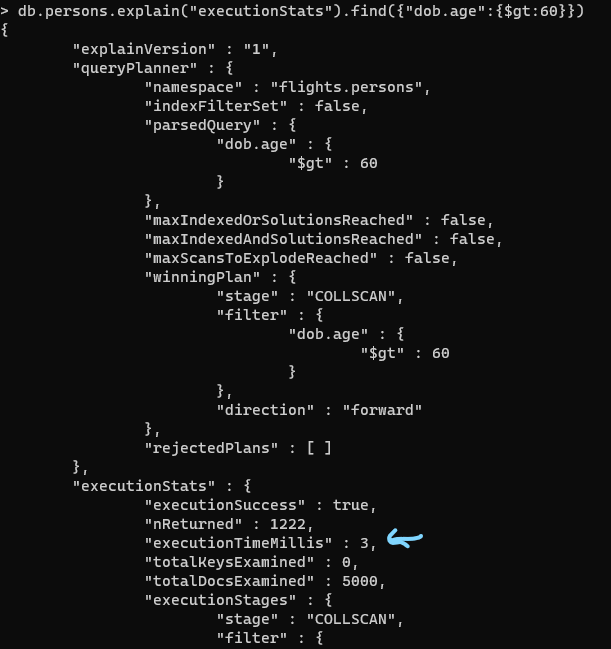 > db.persons.explain("executionStats").find({"dob.age":{$gt:60}})
{
        "explainVersion" : "1",
        "queryPlanner" : {
                "namespace" : "flights.persons",
                "indexFilterSet" : false,
                "parsedQuery" : {
                        "dob.age" : {
                                "$gt" : 60
                        }
                },
                "maxIndexedOrSolutionsReached" : false,
                "maxIndexedAndSolutionsReached" : false,
                "maxScansToExplodeReached" : false,
                "winningPlan" : {
                        "stage" : "COLLSCAN",
                        "filter" : {
                                "dob.age" : {
                                        "$gt" : 60
                                }
                        },
                        "direction" : "forward"
                },
                "rejectedPlans" : [ ]
        },
        "executionStats" : {
                "executionSuccess" : true,
                "nReturned" : 1222,
                "executionTimeMillis" : 3,
                "totalKeysExamined" : 0,
                "totalDocsExamined" : 5000,
                "executionStages" : {
                        "stage" : "COLLSCAN",
                        "filter" : {